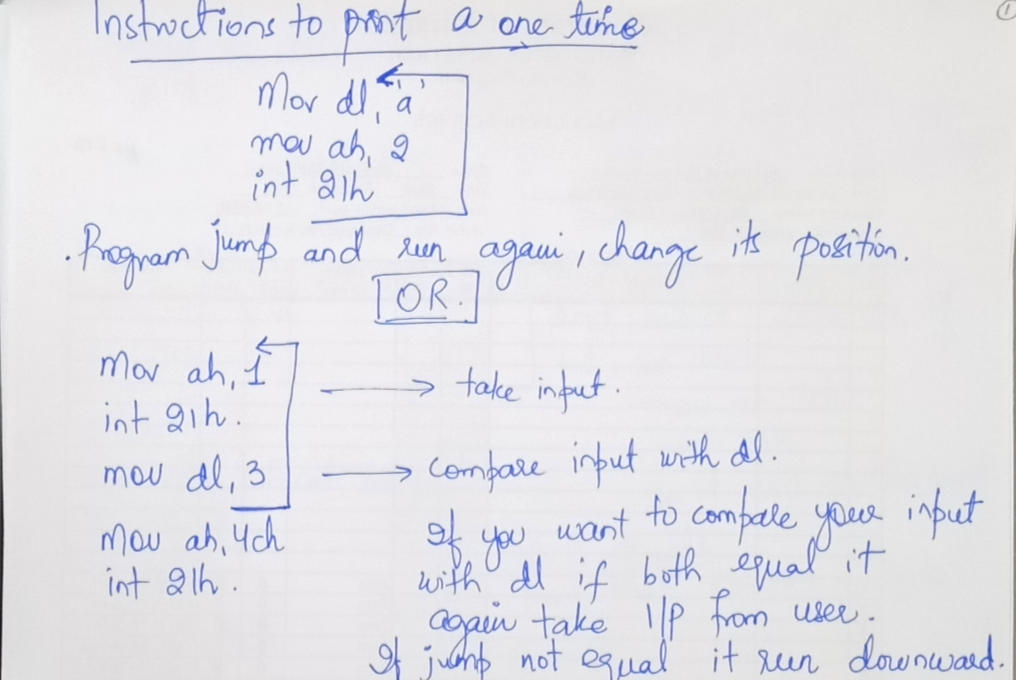 ①
Instructions to print a one time
Mov dl, 'a'
mov ah, 2
int 21h
. Program jump and run again, change its position.
OR.
Mov ah, 1 → take input.
int 21h.
mov dl, 3 → compare input with dl.
Mov ah, 4ch
int 21h.
If you want to compare your input
with dl if both equal it
again take I/P from user.
If jump not equal it run downward.